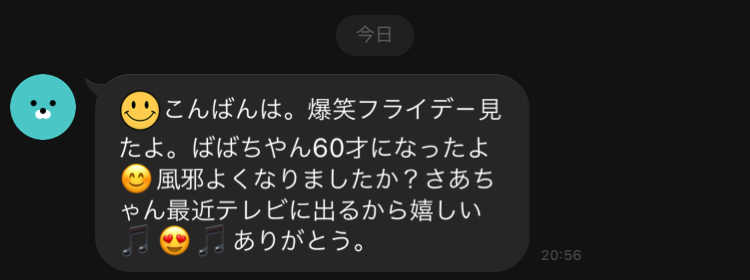 今日
🙂こんばんは。爆笑フライデー見
たよ。ばばちやん60才になったよ
😊風邪よくなりましたか？さあち
ゃん最近テレビに出るから嬉しい
🎵😍🎵ありがとう。
20:56